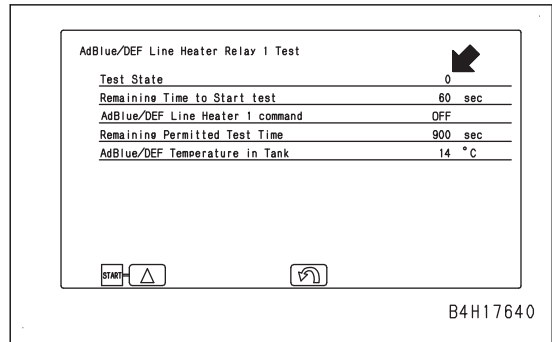 AdBlue/DEF Line Heater Relay 1 Test
Test State 0
Remaining Time to Start test 60 sec
AdBlue/DEF Line Heater 1 command OFF
Remaining Permitted Test Time 900 sec
AdBlue/DEF Temperature in Tank 14 °C
START
B4H17640